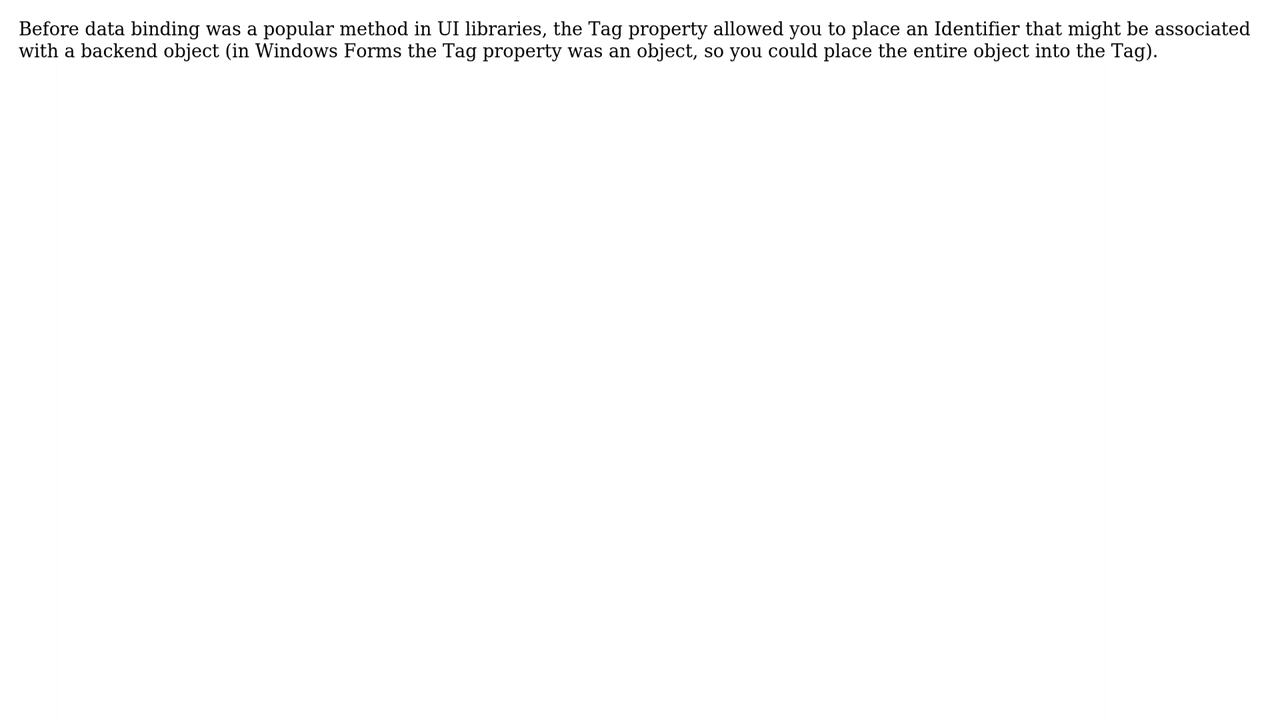 Before data binding was a popular method in UI libraries, the Tag property allowed you to place an Identifier that might be associated
with a backend object (in Windows Forms the Tag property was an object, so you could place the entire object into the Tag).